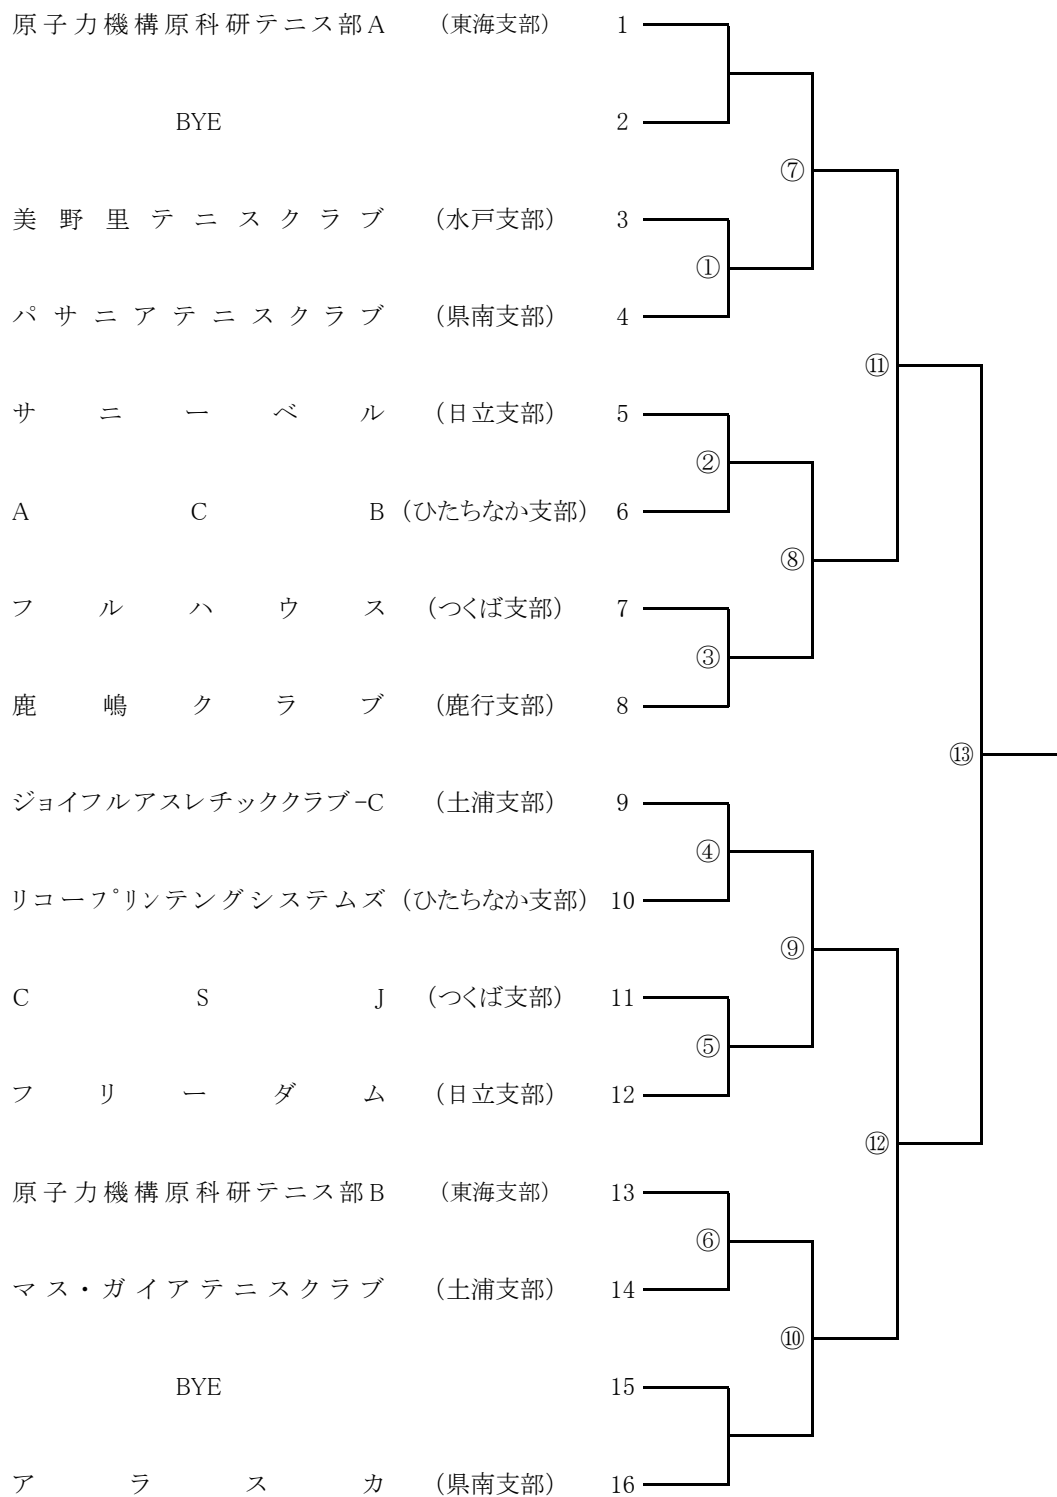 原子力機構原科研テニス部A (東海支部) 1
BYE 2
⑦
美野里テニスクラブ (水戸支部) 3
①
パサニアテニスクラブ (県南支部) 4
⑪
サニーベル (日立支部) 5
②
ACB (ひたちなか支部) 6
⑧
フルハウス (つくば支部) 7
③
鹿嶋クラブ (鹿行支部) 8
⑬
ジョイフルアスレチッククラブ-C (土浦支部) 9
④
リコープリンテングシステムズ (ひたちなか支部) 10
⑨
CSJ (つくば支部) 11
⑤
フリーダム (日立支部) 12
⑫
原子力機構原科研テニス部B (東海支部) 13
⑥
マス・ガイアテニスクラブ (土浦支部) 14
⑩
BYE 15
アラスカ (県南支部) 16